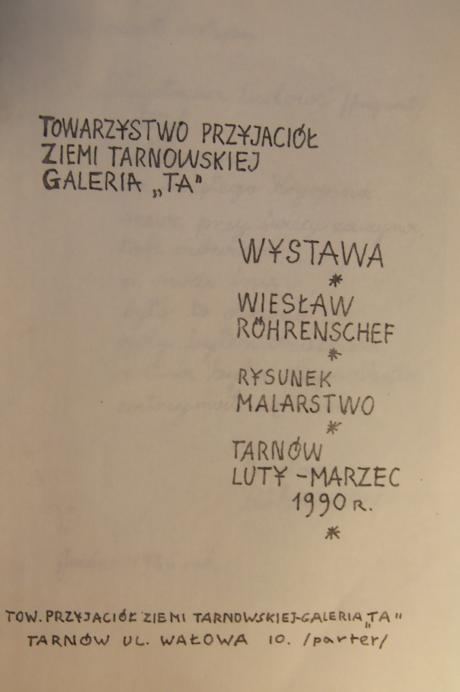 TOWARZYSTWO PRZYJACIÓŁ
ZIEMI TARNOWSKIEJ
GALERIA „TA"
WYSTAWA
*
WIESŁAW
RÖHRENSCHEF
*
RYSUNEK
MALARSTWO
*
TARNÓW
LUTY - MARZEC
1990 R.
*
TOW. PRZYJACIÓŁ ZIEMI TARNOWSKIEJ-GALERIA „TA"
TARNÓW UL. WAŁOWA 10. /parter/